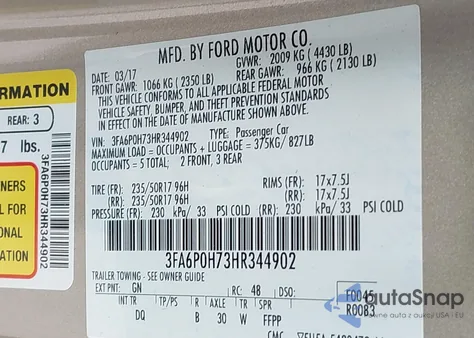 MFD. BY FORD MOTOR CO.
DATE: 03/17 GVWR: 2009 KG ( 4430 LB)
FRONT GAWR: 1066 KG ( 2350 LB) REAR GAWR: 966 KG ( 2130 LB)
THIS VEHICLE CONFORMS TO ALL APPLICABLE FEDERAL MOTOR
VEHICLE SAFETY, BUMPER, AND THEFT PREVENTION STANDARDS
IN EFFECT ON THE DATE OF MANUFACTURE SHOWN ABOVE.
VIN: 3FA6P0H73HR344902 TYPE: Passenger Car
MAXIMUM LOAD = OCCUPANTS + LUGGAGE = 375KG / 827LB
OCCUPANTS = 5 TOTAL: 2 FRONT, 3 REAR
TIRE (FR): 235/50R17 96H RIMS (FR): 17x7.5J
(RR): 235/50R17 96H (RR): 17x7.5J
PRESSURE (FR): 230 kPa/ 33 PSI COLD (RR): 230 kPa/ 33 PSI COLD
3FA6P0H73HR344902
TRAILER TOWING - SEE OWNER GUIDE
EXT PNT: GN RC: 48 DSO: F0045
R00B3
INT TR TP/PS R AXLE TR SPR
DQ B 30 W FFPP
ORMATION
REAR: 3
7 lbs.
3FA6P0H73HR344902
NERS
L FOR
ONAL
ATION
autaSnap